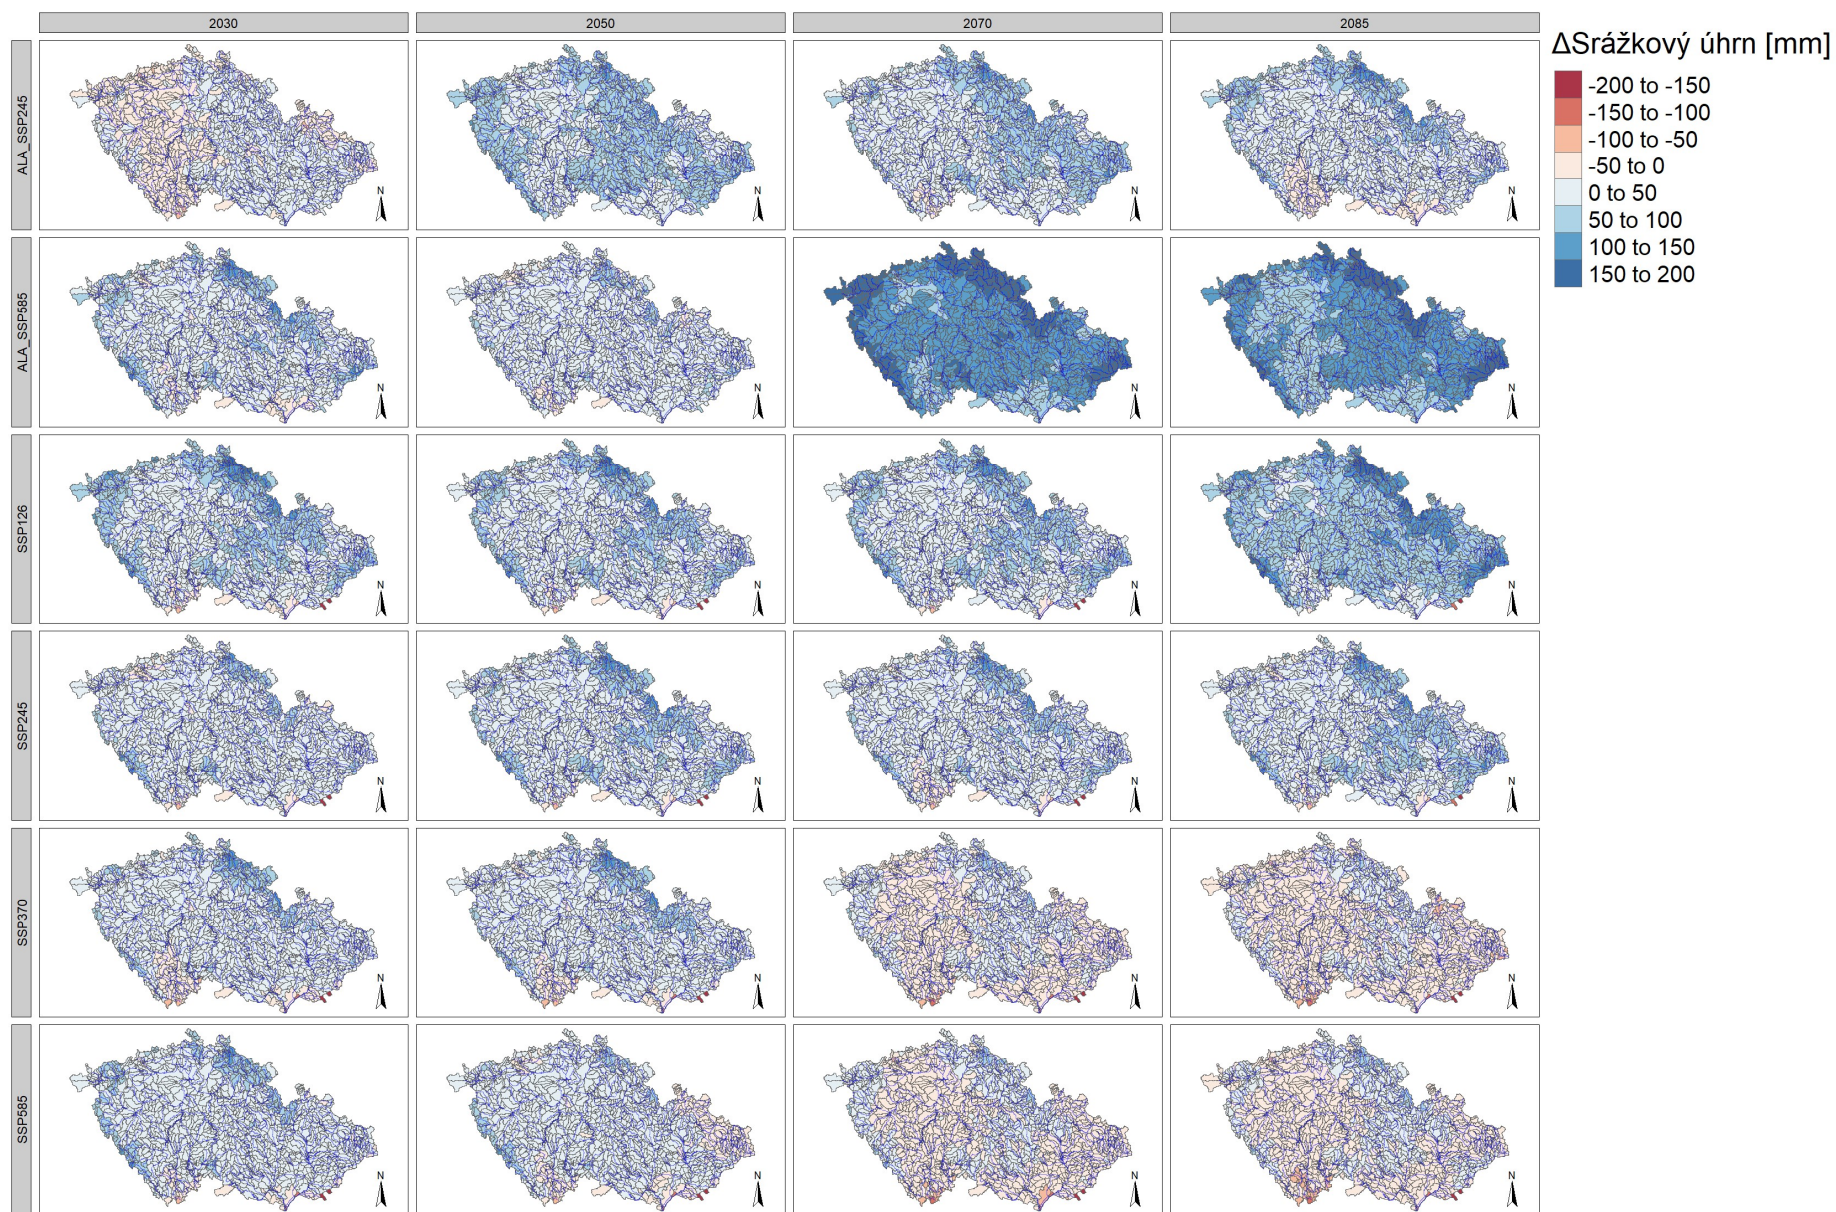 2030
2050
2070
2085
ΔSrážkový úhrn [mm]
-200 to -150
-150 to -100
-100 to -50
-50 to 0
0 to 50
50 to 100
100 to 150
150 to 200
ALA_SSP245
N
N
N
N
ALA_SSP585
N
N
N
N
SSP126
N
N
N
N
SSP245
N
N
N
N
SSP370
N
N
N
N
SSP585
N
N
N
N